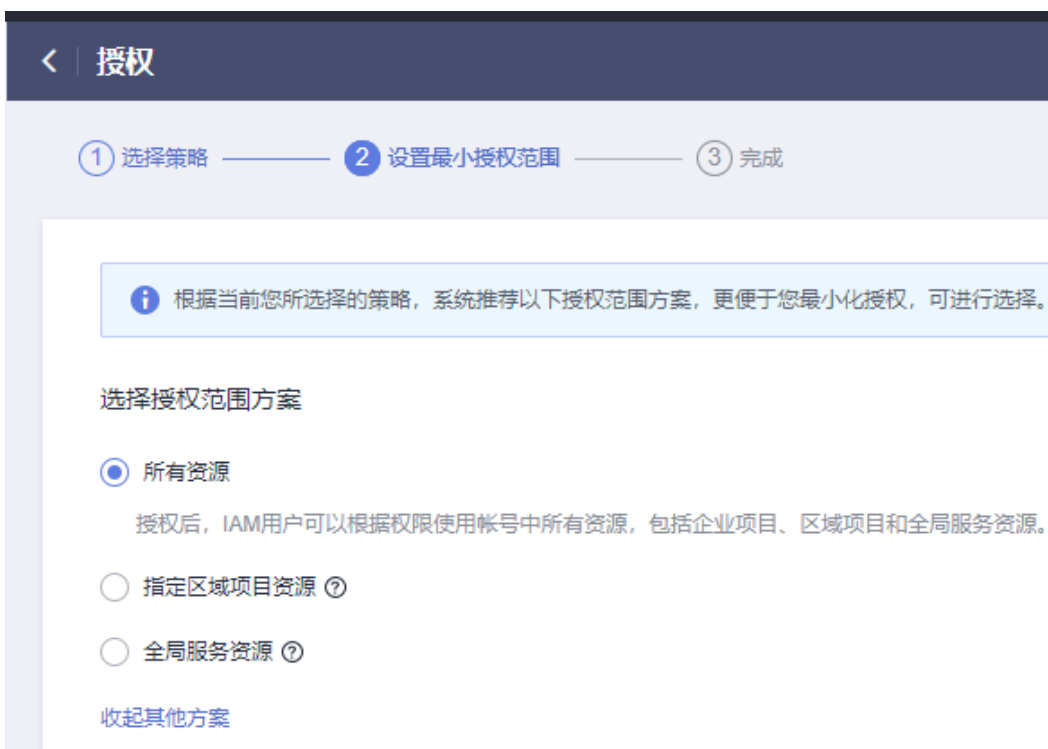 授权
1 选择策略 2 设置最小授权范围 3 完成
根据当前您所选择的策略，系统推荐以下授权范围方案，更便于您最小化授权，可进行选择。
选择授权范围方案
所有资源
授权后，IAM用户可以根据权限使用帐号中所有资源，包括企业项目、区域项目和全局服务资源。
指定区域项目资源
全局服务资源
收起其他方案